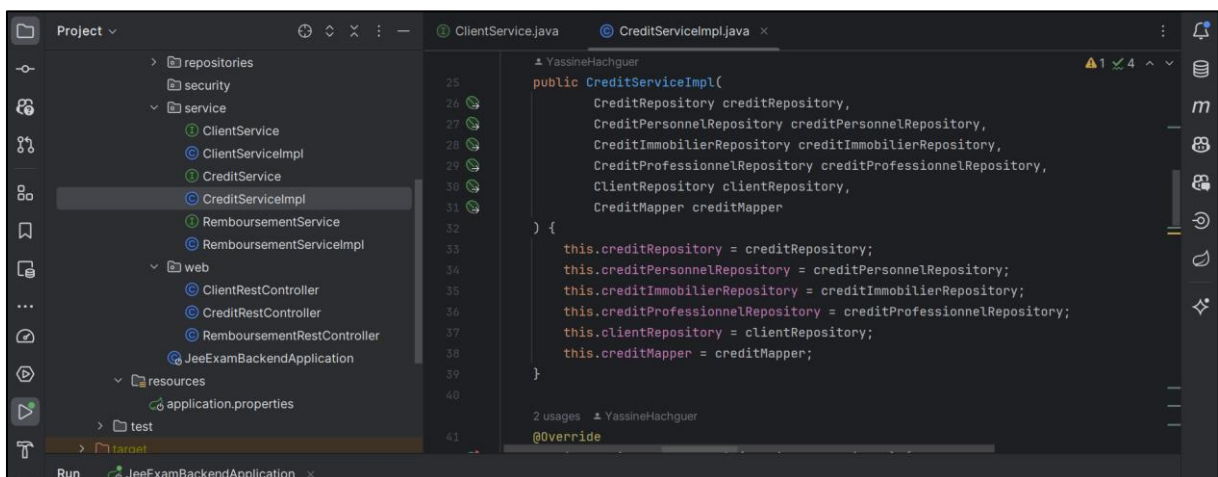 Project
repositories
security
service
ClientService
ClientServiceImpl
CreditService
CreditServiceImpl
RemboursementService
RemboursementServiceImpl
web
ClientRestController
CreditRestController
RemboursementRestController
JeeExamBackendApplication
resources
application.properties
test
target
ClientService.java
CreditServiceImpl.java
YassineHachguer
1 4
25 public CreditServiceImpl(
26 CreditRepository creditRepository,
27 CreditPersonnelRepository creditPersonnelRepository,
28 CreditImmobilierRepository creditImmobilierRepository,
29 CreditProfessionnelRepository creditProfessionnelRepository,
30 ClientRepository clientRepository,
31 CreditMapper creditMapper
32 ) {
33 this.creditRepository = creditRepository;
34 this.creditPersonnelRepository = creditPersonnelRepository;
35 this.creditImmobilierRepository = creditImmobilierRepository;
36 this.creditProfessionnelRepository = creditProfessionnelRepository;
37 this.clientRepository = clientRepository;
38 this.creditMapper = creditMapper;
39 }
40
2 usages YassineHachguer
41 @Override
m
Run JeeExamBackendApplication